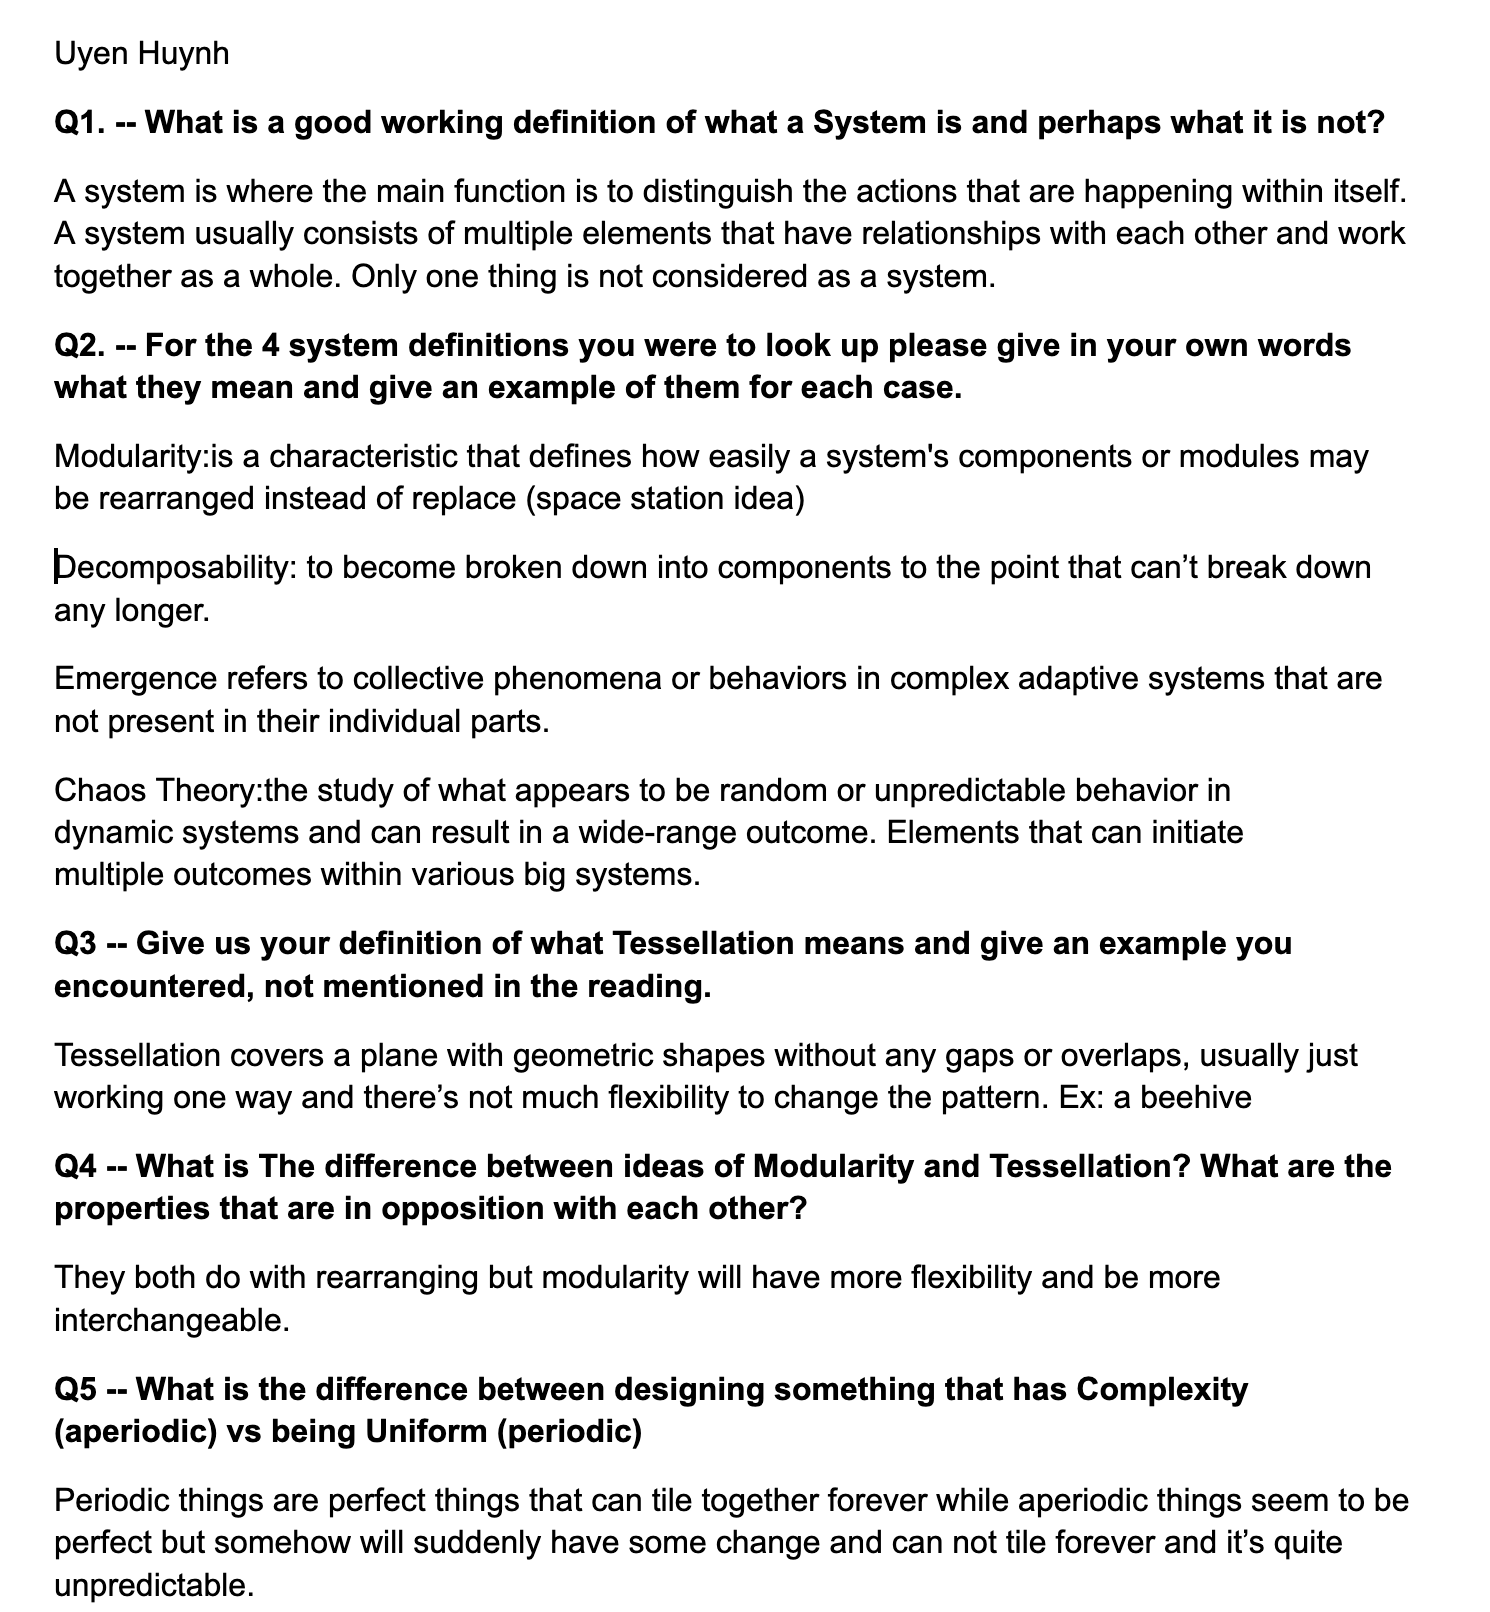 Uyen Huynh
Q1. -- What is a good working definition of what a System is and perhaps what it is not?
A system is where the main function is to distinguish the actions that are happening within itself.
A system usually consists of multiple elements that have relationships with each other and work
together as a whole. Only one thing is not considered as a system.
Q2. -- For the 4 system definitions you were to look up please give in your own words
what they mean and give an example of them for each case.
Modularity:is a characteristic that defines how easily a system's components or modules may
be rearranged instead of replace (space station idea)
Decomposability: to become broken down into components to the point that can’t break down
any longer.
Emergence refers to collective phenomena or behaviors in complex adaptive systems that are
not present in their individual parts.
Chaos Theory:the study of what appears to be random or unpredictable behavior in
dynamic systems and can result in a wide-range outcome. Elements that can initiate
multiple outcomes within various big systems.
Q3 -- Give us your definition of what Tessellation means and give an example you
encountered, not mentioned in the reading.
Tessellation covers a plane with geometric shapes without any gaps or overlaps, usually just
working one way and there’s not much flexibility to change the pattern. Ex: a beehive
Q4 -- What is The difference between ideas of Modularity and Tessellation? What are the
properties that are in opposition with each other?
They both do with rearranging but modularity will have more flexibility and be more
interchangeable.
Q5 -- What is the difference between designing something that has Complexity
(aperiodic) vs being Uniform (periodic)
Periodic things are perfect things that can tile together forever while aperiodic things seem to be
perfect but somehow will suddenly have some change and can not tile forever and it’s quite
unpredictable.